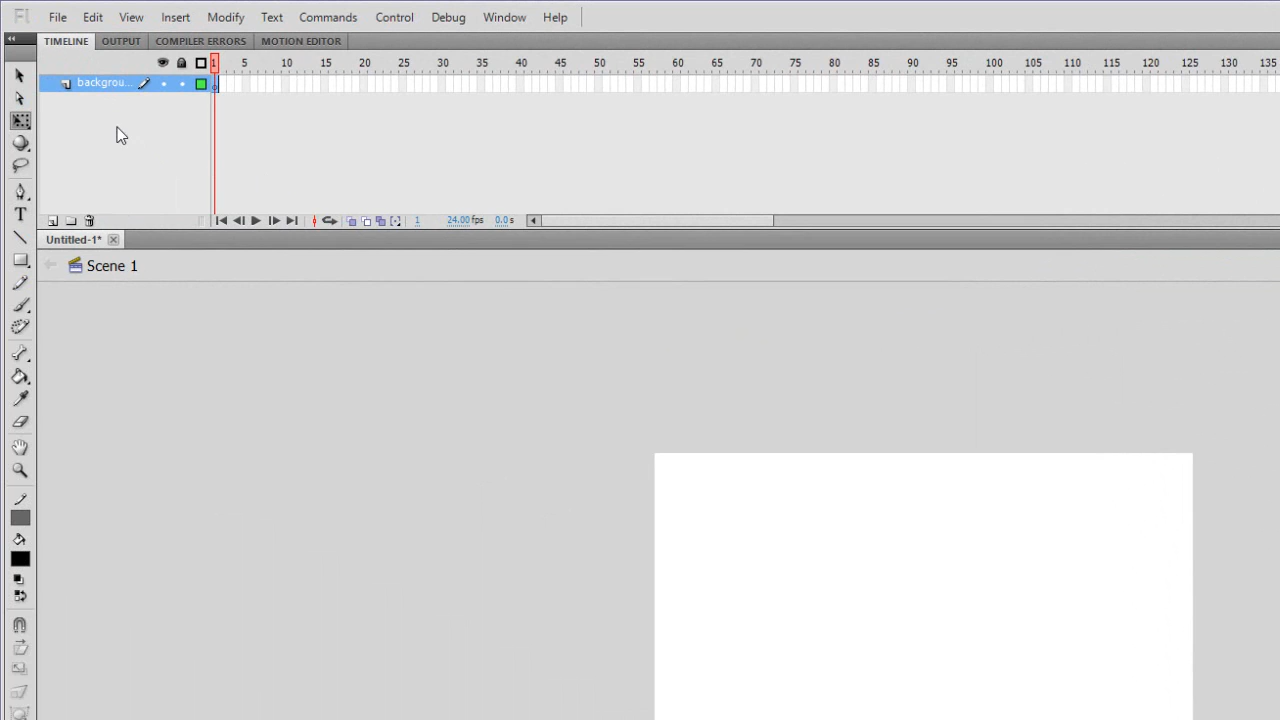 Fl File Edit View Insert Modify Text Commands Control Debug Window Help
TIMELINE OUTPUT COMPILER ERRORS MOTION EDITOR
1 5 10 15 20 25 30 35 40 45 50 55 60 65 70 75 80 85 90 95 100 105 110 115 120 125 130 135
backgrou...
1 24.00 fps 0.0 s
Untitled-1*
Scene 1
T